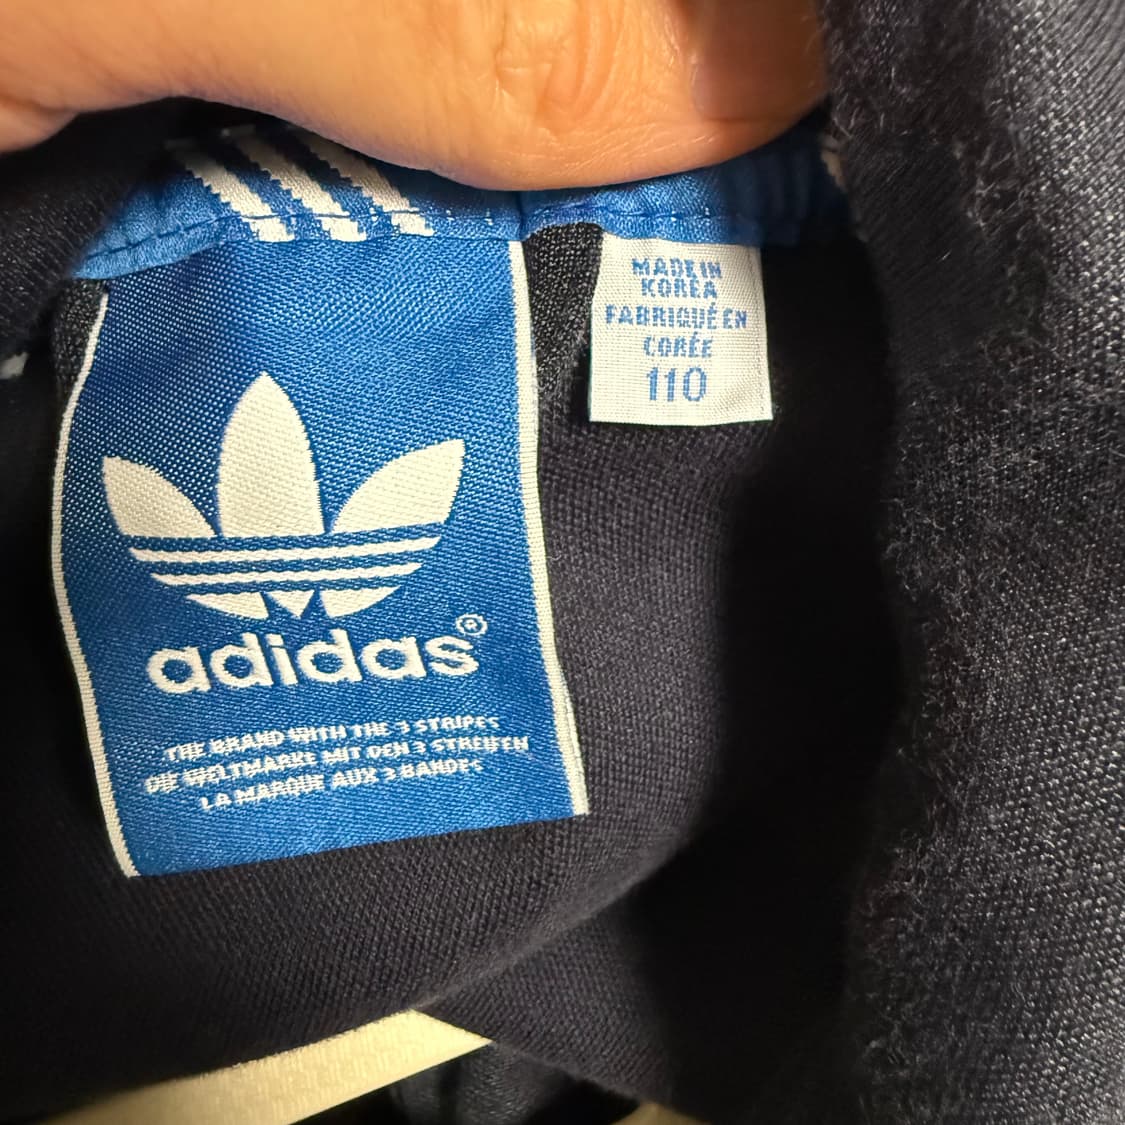 adidas®
THE BRAND WITH THE 3 STRIPES
DIE WELTMARKE MIT DEN 3 STREIFEN
LA MARQUE AUX 3 BANDES
MADE IN
KOREA
FABRIQUÉ EN
CORÉE
110